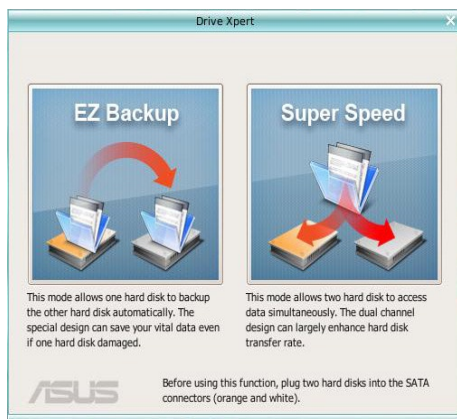 Drive Xpert
X
EZ Backup
This mode allows one hard disk to backup
the other hard disk automatically. The
special design can save your vital data even
if one hard disk damaged.
Super Speed
This mode allows two hard disk to access
data simultaneously. The dual channel
design can largely enhance hard disk
transfer rate.
ASUS
Before using this function, plug two hard disks into the SATA
connectors (orange and white).